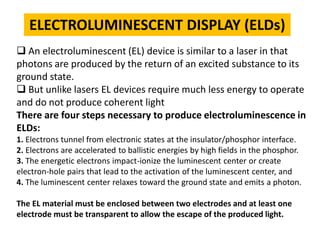 ELECTROLUMINESCENT DISPLAY (ELDs)
❑ An electroluminescent (EL) device is similar to a laser in that
photons are produced by the return of an excited substance to its
ground state.
❑ But unlike lasers EL devices require much less energy to operate
and do not produce coherent light
There are four steps necessary to produce electroluminescence in
ELDs:
1. Electrons tunnel from electronic states at the insulator/phosphor interface.
2. Electrons are accelerated to ballistic energies by high fields in the phosphor.
3. The energetic electrons impact-ionize the luminescent center or create
electron-hole pairs that lead to the activation of the luminescent center, and
4. The luminescent center relaxes toward the ground state and emits a photon.
The EL material must be enclosed between two electrodes and at least one
electrode must be transparent to allow the escape of the produced light.